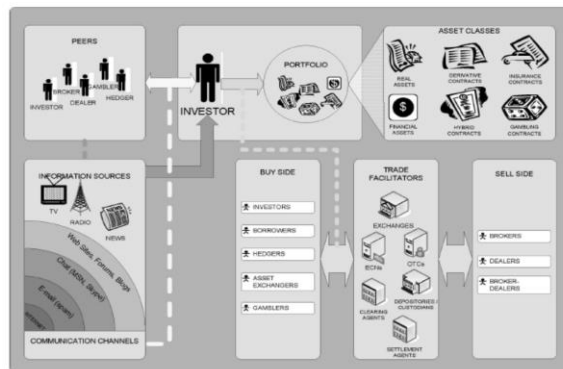 PEERS
GAMBLER
BROKER
HEDGER
INVESTOR
DEALER
INVESTOR
PORTFOLIO
ASSET CLASSES
REAL
ASSETS
DERIVATIVE
CONTRACTS
INSURANCE
CONTRACTS
FINANCIAL
ASSETS
HYBRID
CONTRACTS
GAMBLING
CONTRACTS
INFORMATION SOURCES
TV
RADIO
NEWS
Web Sites, Forums, Blogs
Chat (MSN, Skype)
E-mail (spam)
COMMUNICATION CHANNELS
BUY SIDE
INVESTORS
BORROWERS
HEDGERS
ASSET
EXCHANGERS
GAMBLERS
TRADE
FACILITATORS
EXCHANGES
ECNs
OTCs
DEPOSITORIES /
CUSTODIANS
CLEARING
AGENTS
SETTLEMENT
AGENTS
SELL SIDE
BROKERS
DEALERS
BROKER-
DEALERS